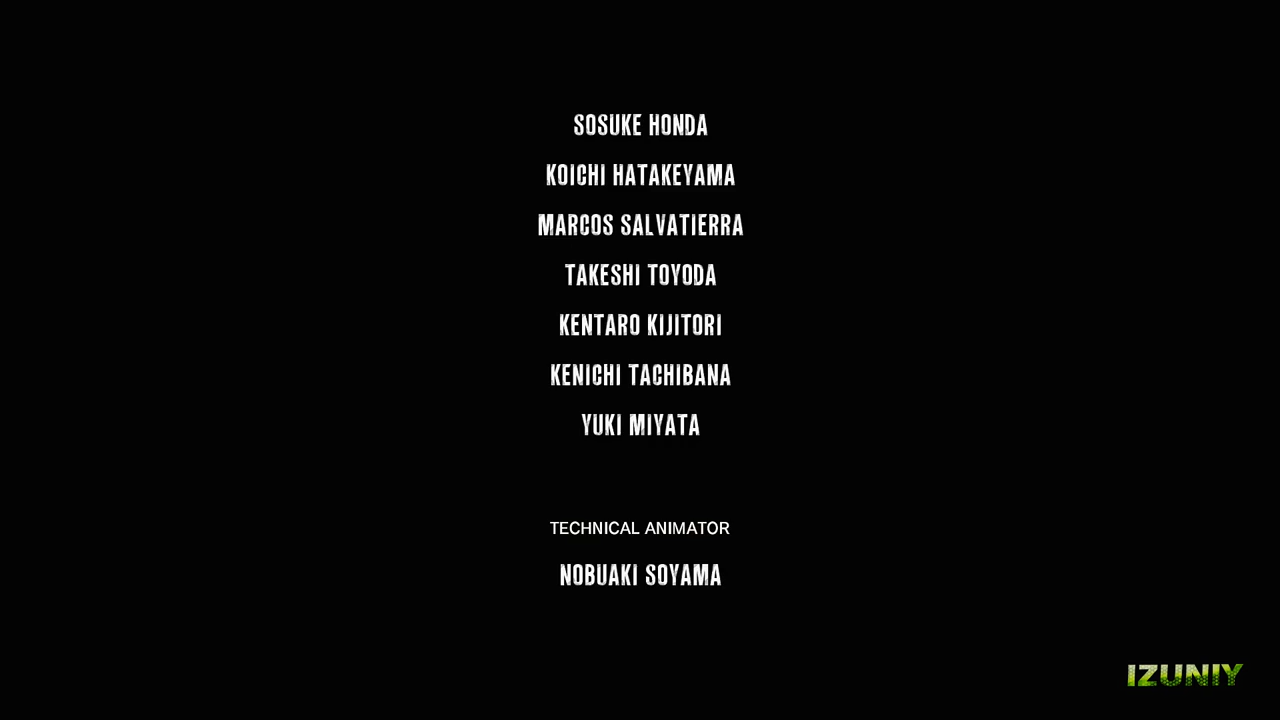 SOSUKE HONDA
KOICHI HATAKEYAMA
MARCOS SALVATIERRA
TAKESHI TOYODA
KENTARO KIJITORI
KENICHI TACHIBANA
YUKI MIYATA
TECHNICAL ANIMATOR
NOBUAKI SOYAMA
IZUNIY